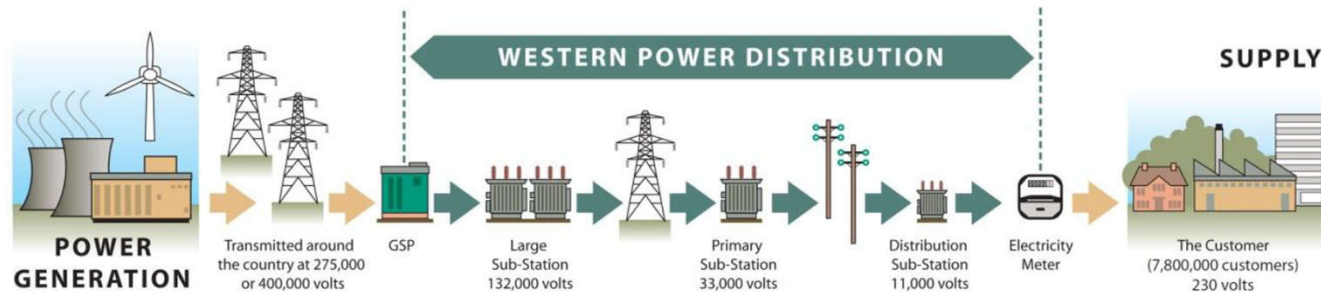 WESTERN POWER DISTRIBUTION
SUPPLY
POWER
GENERATION
Transmitted around
the country at 275,000
or 400,000 volts
GSP
Large
Sub-Station
132,000 volts
Primary
Sub-Station
33,000 volts
Distribution
Sub-Station
11,000 volts
Electricity
Meter
The Customer
(7,800,000 customers)
230 volts